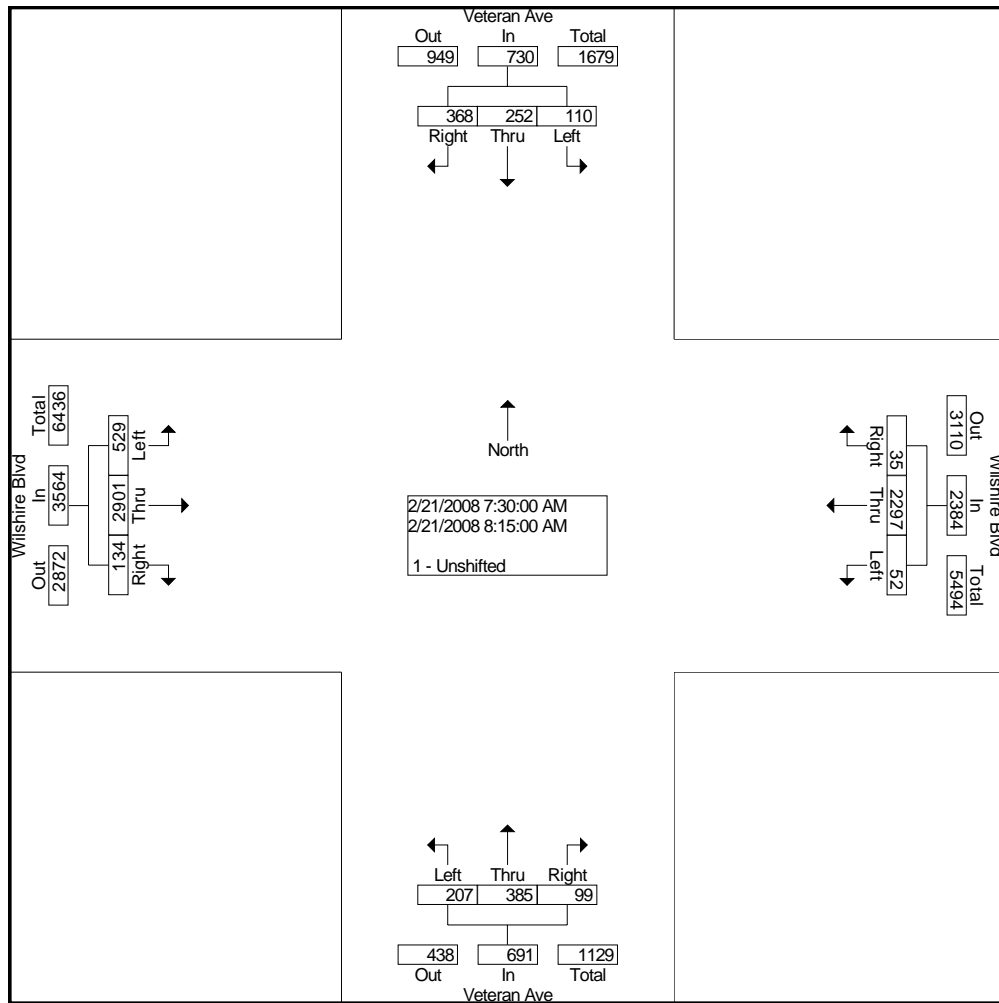 Veteran Ave
Out In Total
949 730 1679
368 252 110
Right Thru Left
Wilshire Blvd
Total In Out
6436 3564 2872
529 2901 134
Left Thru Right
North
2/21/2008 7:30:00 AM
2/21/2008 8:15:00 AM
1 - Unshifted
Right Thru Left
35 2297 52
Out In Total
3110 2384 5494
Wilshire Blvd
Left Thru Right
207 385 99
438 691 1129
Out In Total
Veteran Ave